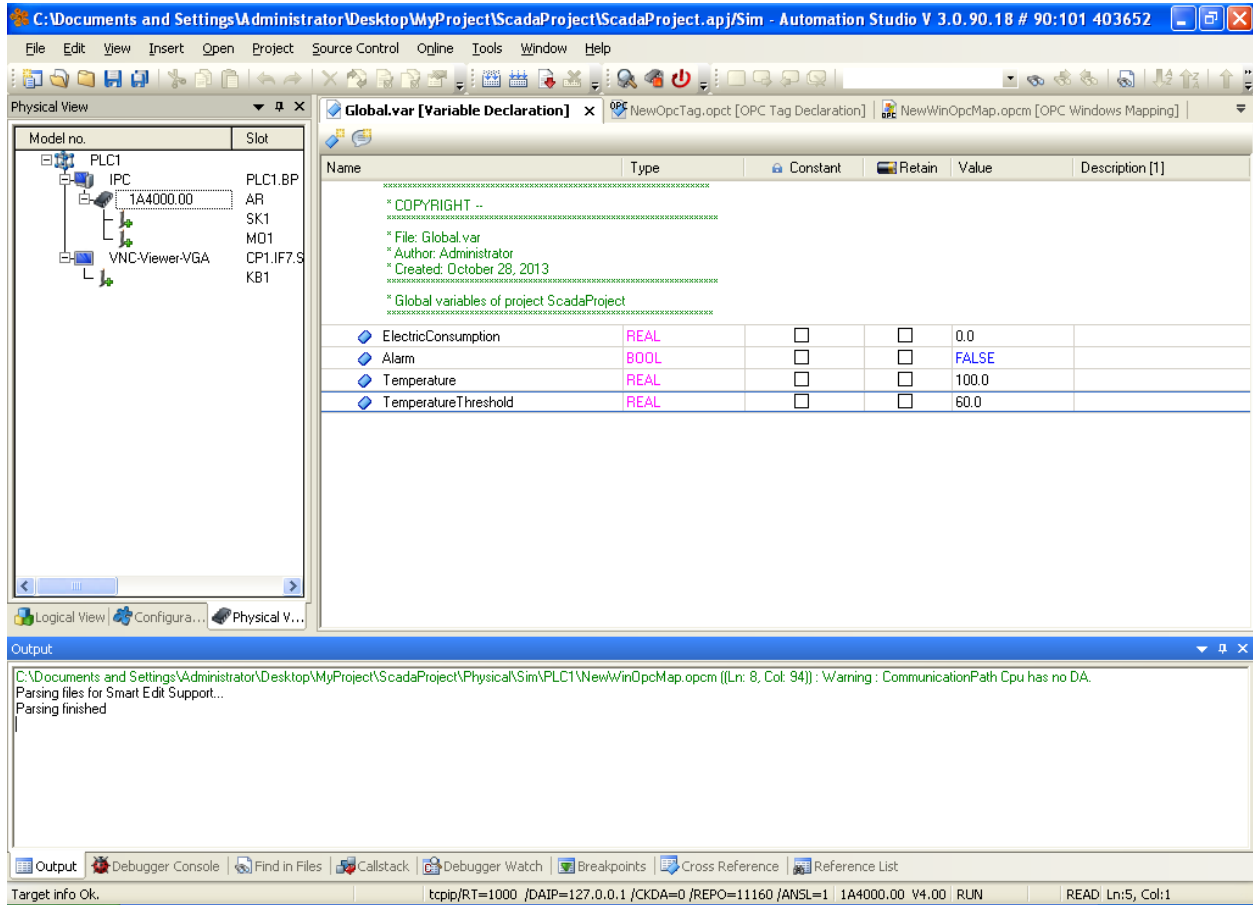 C:\Documents and Settings\Administrator\Desktop\MyProject\ScadaProject\ScadaProject.apj/Sim - Automation Studio V 3.0.90.18 # 90:101 403652
File Edit View Insert Open Project Source Control Online Tools Window Help
Physical View
Global.var [Variable Declaration] NewOpcTag.opct [OPC Tag Declaration] NewWinOpcMap.opcm [OPC Windows Mapping]
Model no. Slot
PLC1
IPC PLC1.BP
1A4000.00 AR
SK1
MO1
VNC-Viewer-VGA CP1.IF7.S
KB1
Name Type Constant Retain Value Description [1]
* COPYRIGHT --
* File: Global.var
* Author: Administrator
* Created: October 28, 2013
* Global variables of project ScadaProject
ElectricConsumption REAL 0.0
Alarm BOOL FALSE
Temperature REAL 100.0
TemperatureThreshold REAL 60.0
Logical View Configura... Physical V...
Output
C:\Documents and Settings\Administrator\Desktop\MyProject\ScadaProject\Physical\Sim\PLC1\NewWinOpcMap.opcm ((Ln: 8, Col: 94)) : Warning : CommunicationPath Cpu has no DA.
Parsing files for Smart Edit Support...
Parsing finished
Output Debugger Console Find in Files Callstack Debugger Watch Breakpoints Cross Reference Reference List
Target info Ok. tcpip/RT=1000 /DAIP=127.0.0.1 /CKDA=0 /REPO=11160 /ANSL=1 1A4000.00 V4.00 RUN READ Ln:5, Col:1